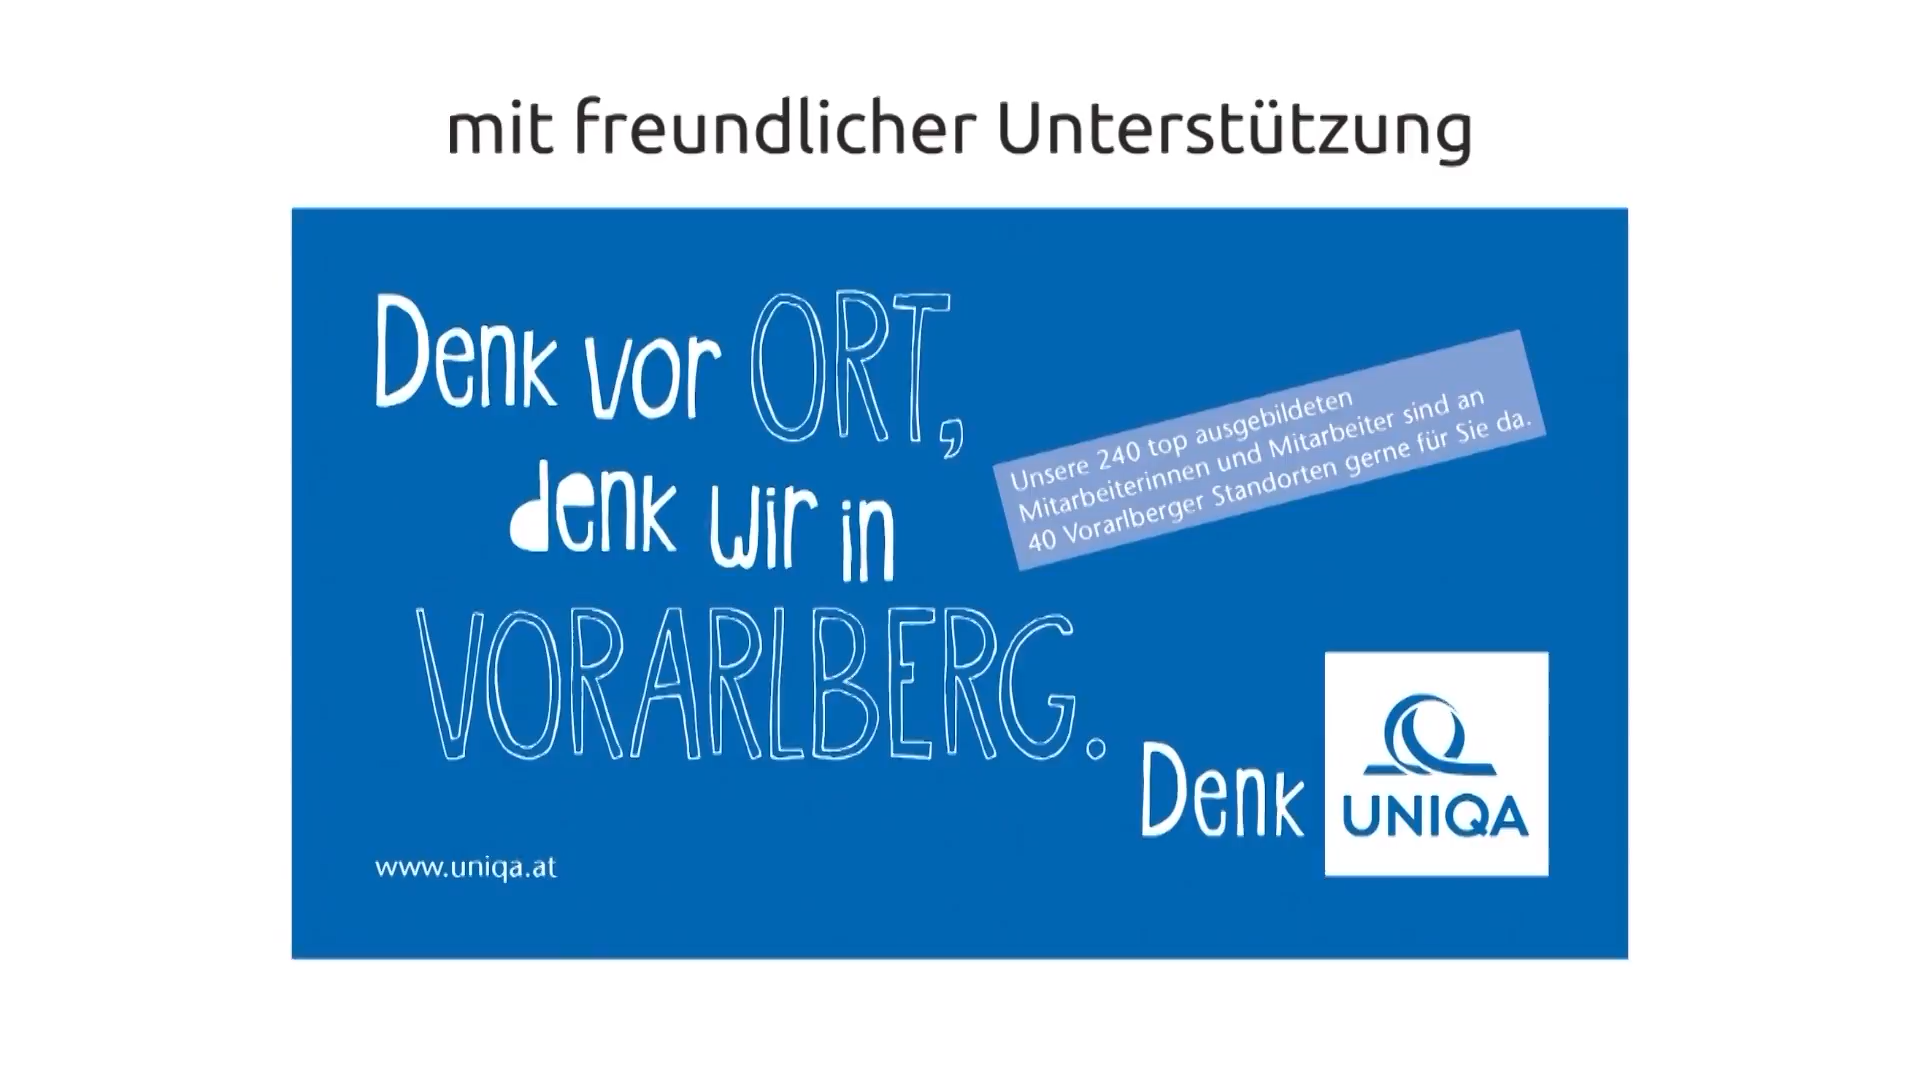 mit freundlicher Unterstützung
Denk vor ORT,
denk wir in
VORARLBERG.
Unsere 240 top ausgebildeten
Mitarbeiterinnen und Mitarbeiter sind an
40 Vorarlberger Standorten gerne für Sie da.
Denk
UNIQA
www.uniqa.at